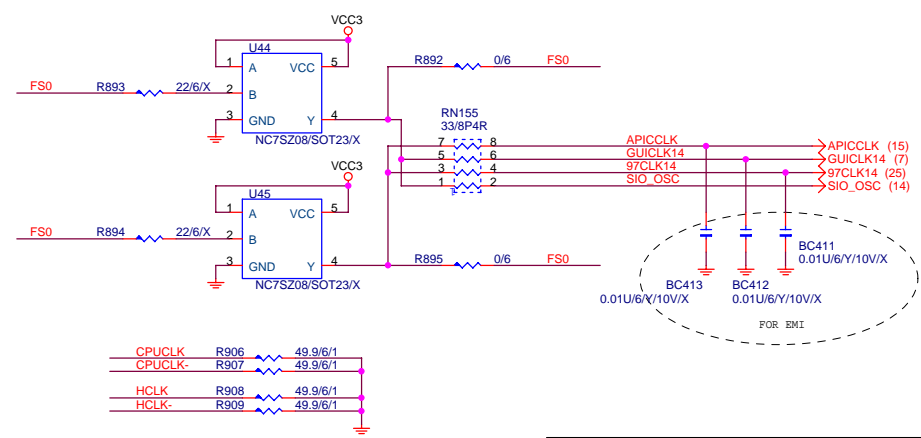 VCC3
U44
1 A VCC 5
R892 0/6 FS0
FS0 R893 22/6/X 2 B
3 GND Y 4
NC7SZ08/SOT23/X
RN155
33/8P4R
7 8 APICCLK APICCLK (15)
5 6 GUICLK14 GUICLK14 (7)
3 4 97CLK14 97CLK14 (25)
1 2 SIO_OSC SIO_OSC (14)
VCC3
U45
1 A VCC 5
FS0 R894 22/6/X 2 B
3 GND Y 4
R895 0/6 FS0
NC7SZ08/SOT23/X
BC411
0.01U/6/Y/10V/X
BC413
0.01U/6/Y/10V/X
BC412
0.01U/6/Y/10V/X
FOR EMI
CPUCLK R906 49.9/6/1
CPUCLK- R907 49.9/6/1
HCLK R908 49.9/6/1
HCLK- R909 49.9/6/1